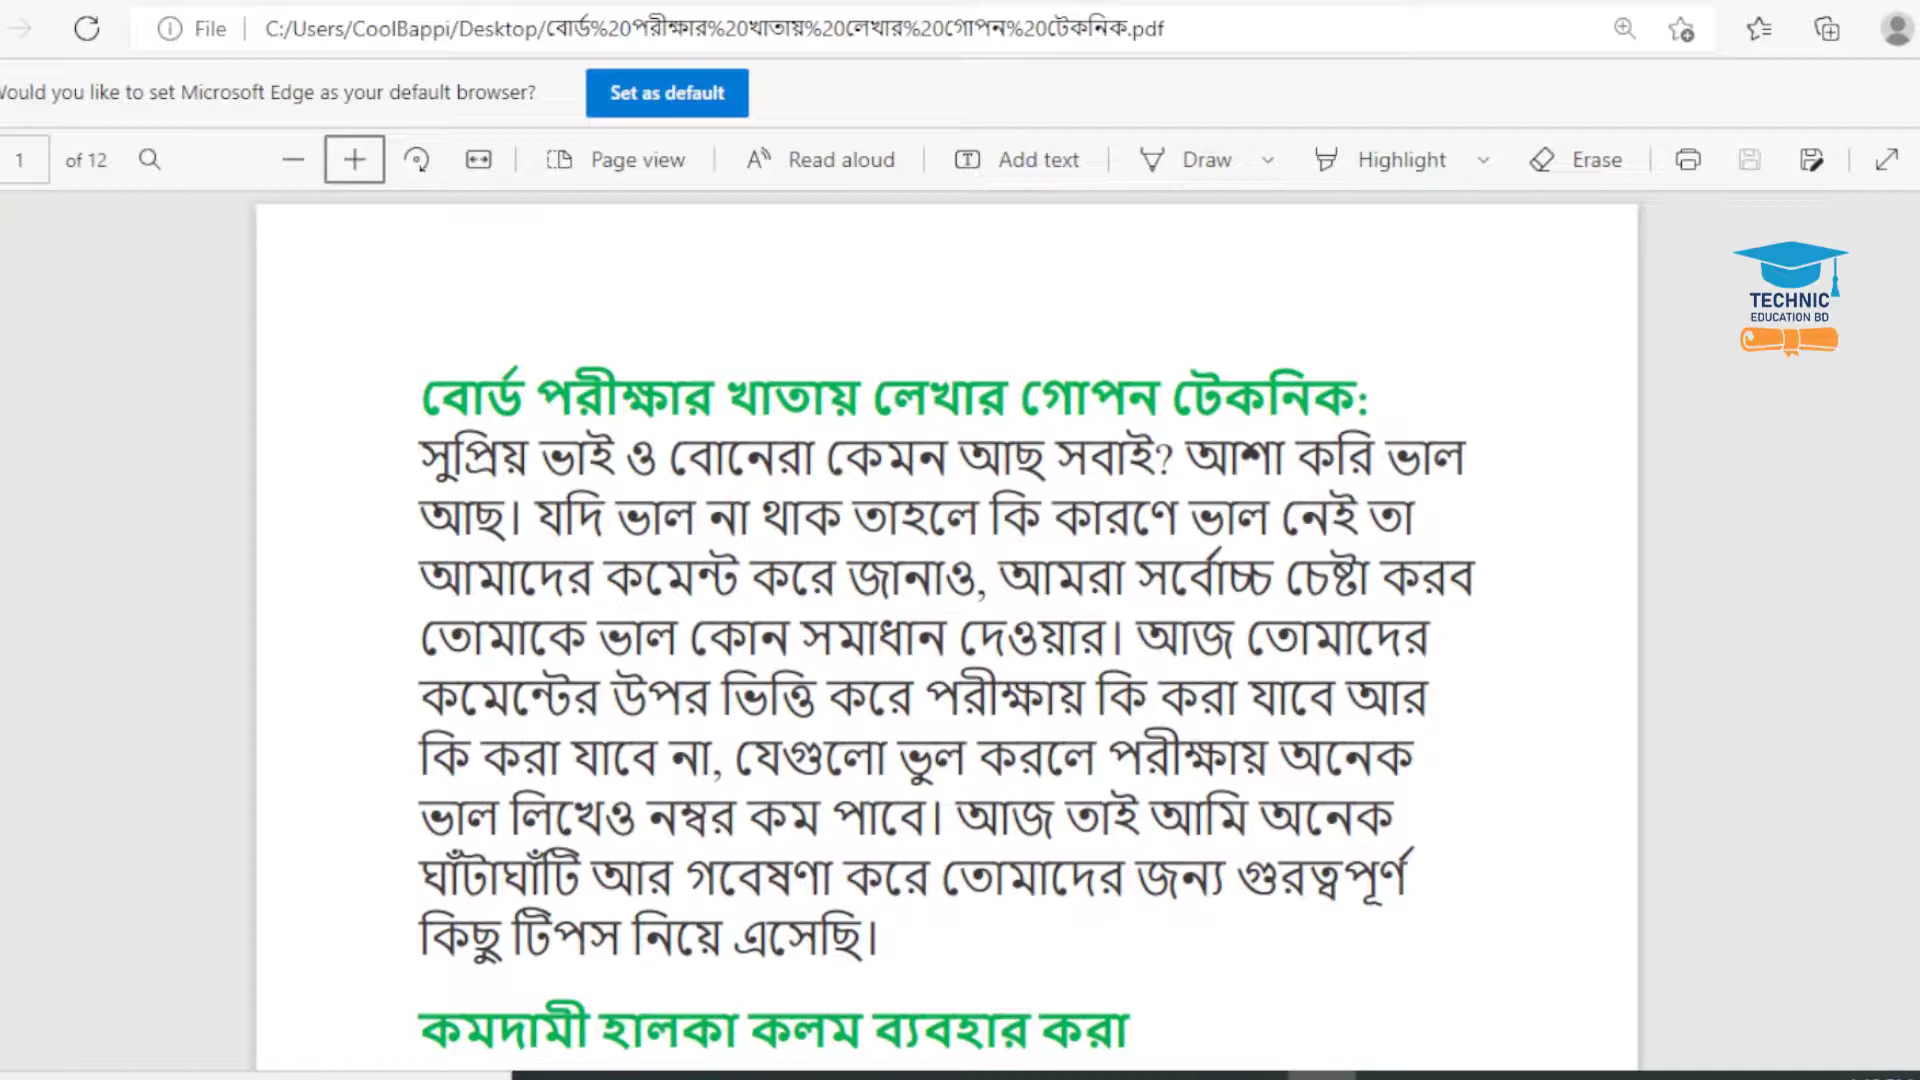 File
C:/Users/CoolBappi/Desktop/বোর্ড%20পরীক্ষার%20খাতায়%20লেখার%20গোপন%20টেকনিক.pdf
Would you like to set Microsoft Edge as your default browser?
Set as default
1 of 12
Page view
Read aloud
Add text
Draw
Highlight
Erase
TECHNIC
EDUCATION BD
বোর্ড পরীক্ষার খাতায় লেখার গোপন টেকনিক:
সুপ্রিয় ভাই ও বোনেরা কেমন আছ সবাই? আশা করি ভাল
আছ। যদি ভাল না থাক তাহলে কি কারণে ভাল নেই তা
আমাদের কমেন্ট করে জানাও, আমরা সর্বোচ্চ চেষ্টা করব
তোমাকে ভাল কোন সমাধান দেওয়ার। আজ তোমাদের
কমেন্টের উপর ভিত্তি করে পরীক্ষায় কি করা যাবে আর
কি করা যাবে না, যেগুলো ভুল করলে পরীক্ষায় অনেক
ভাল লিখেও নম্বর কম পাবে। আজ তাই আমি অনেক
ঘাঁটাঘাঁটি আর গবেষণা করে তোমাদের জন্য গুরত্বপূর্ণ
কিছু টিপস নিয়ে এসেছি।
কমদামী হালকা কলম ব্যবহার করা